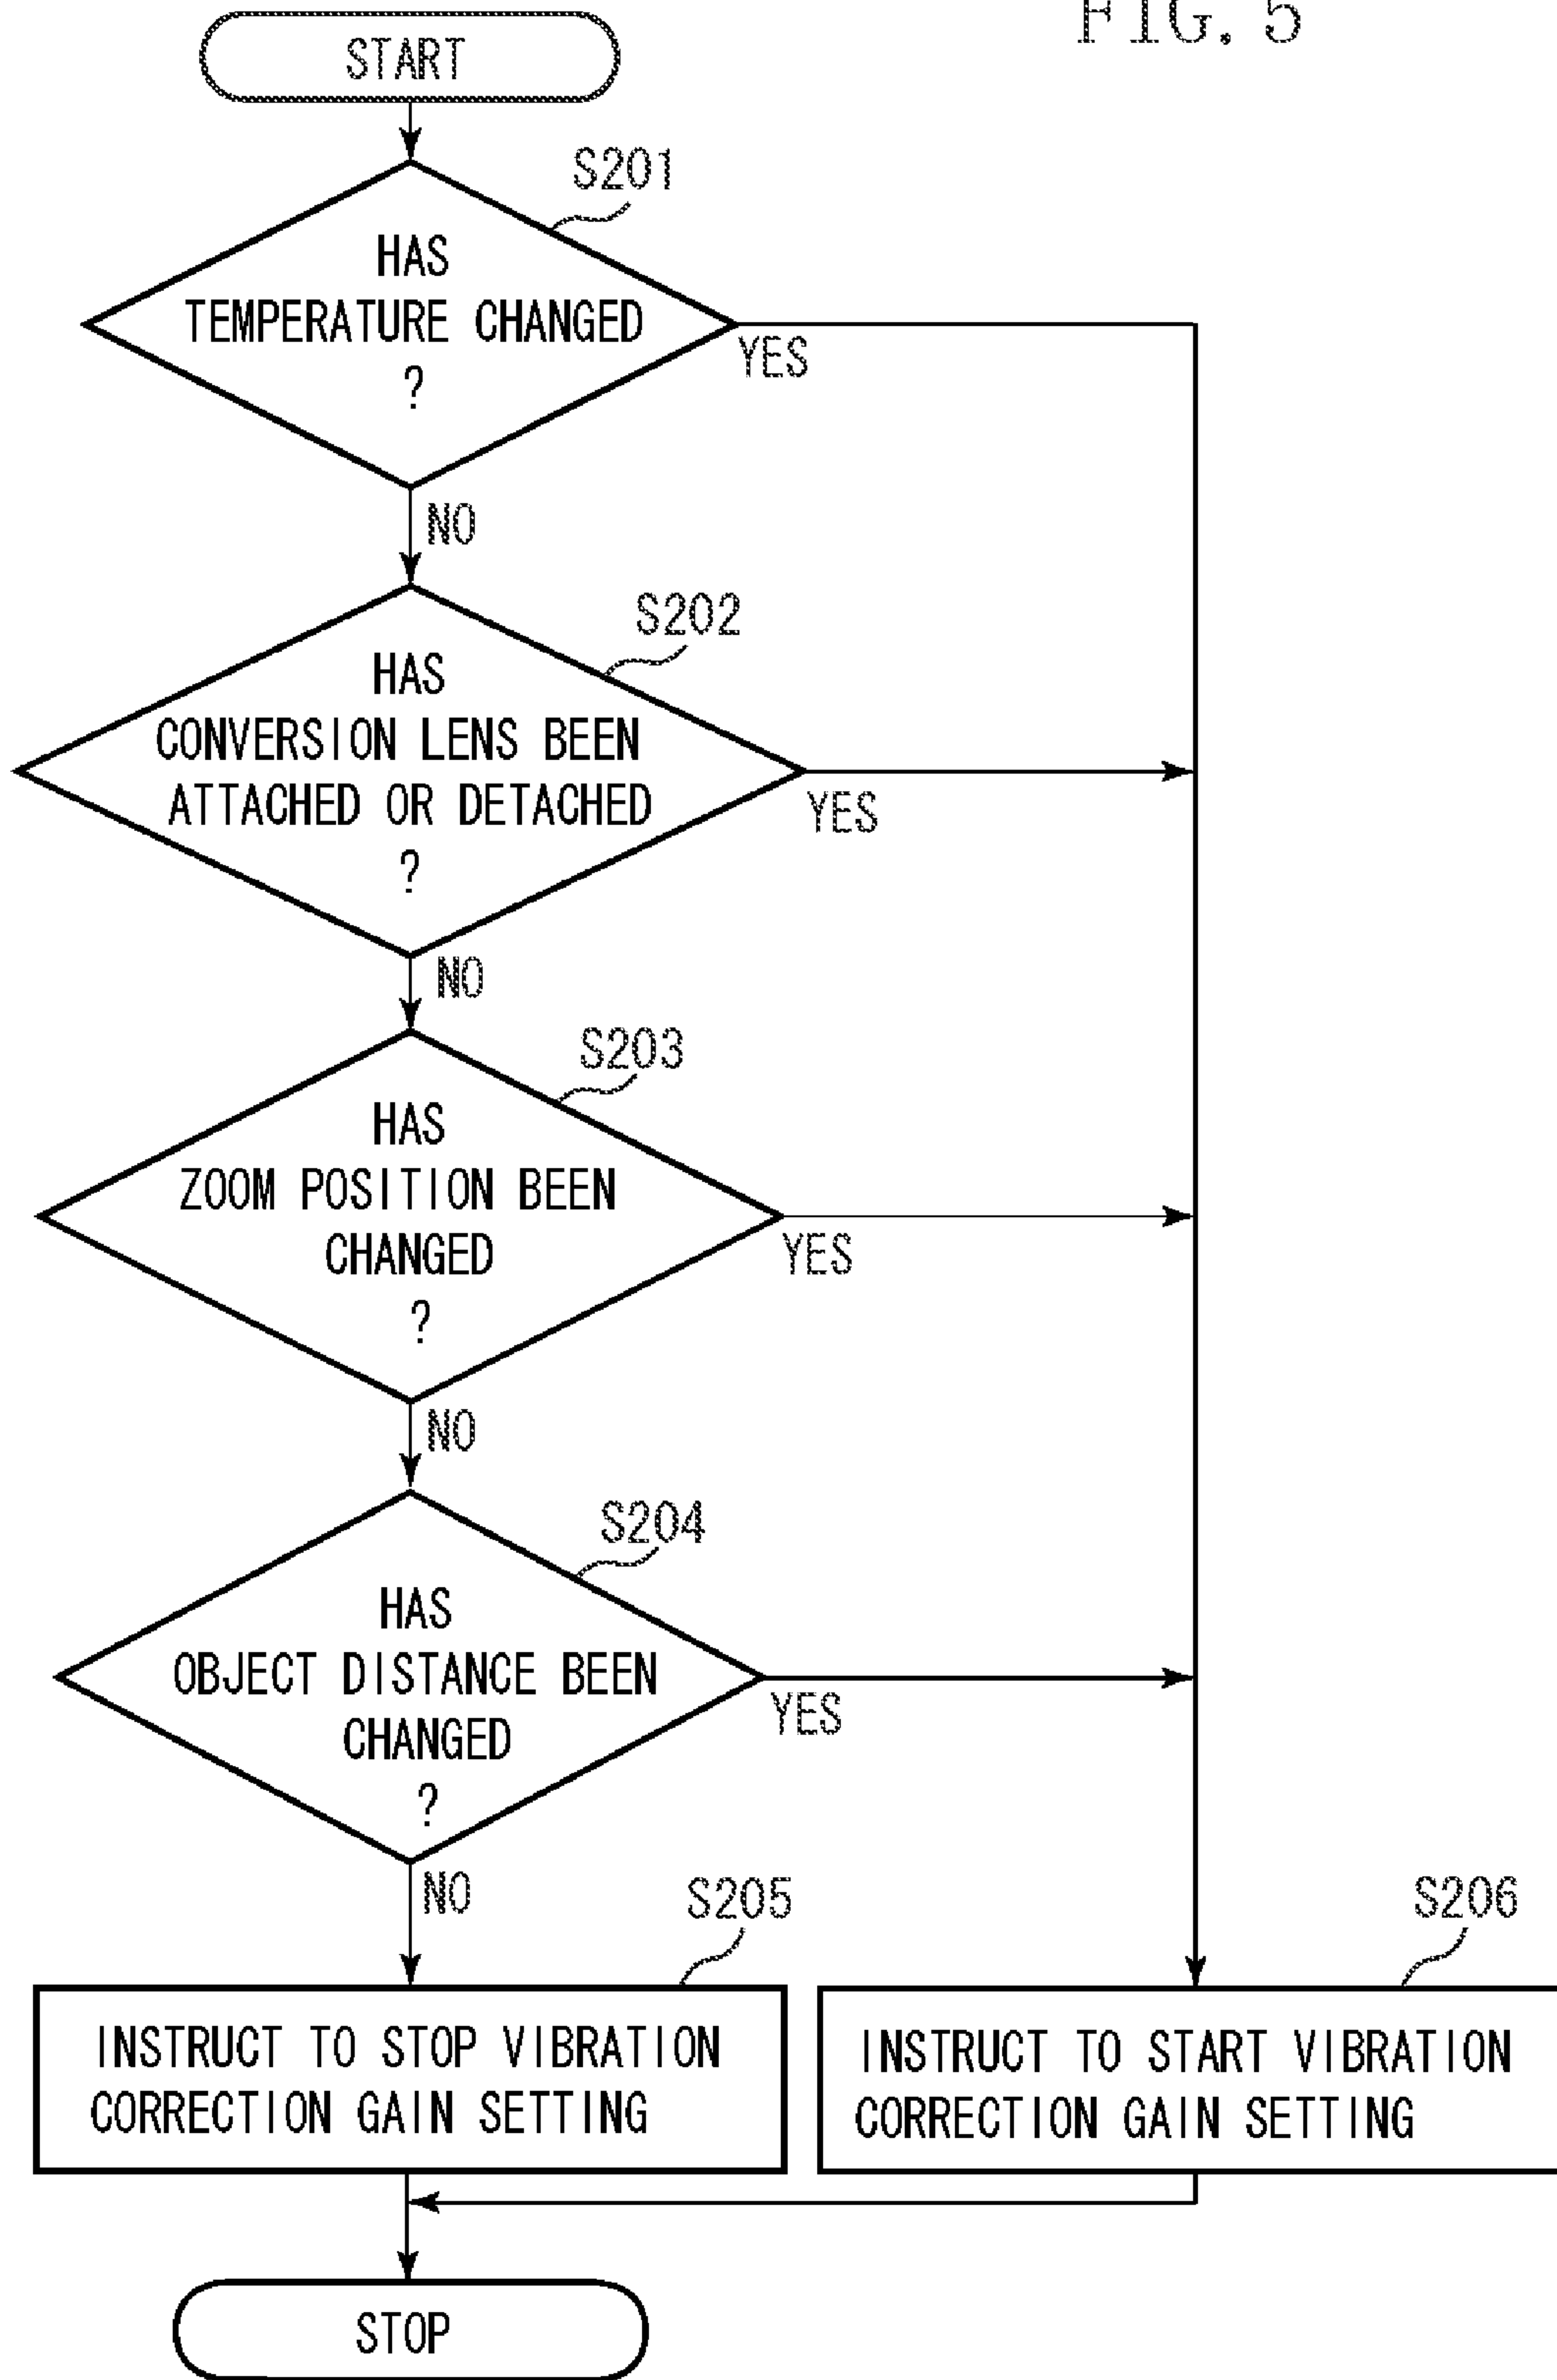 FIG. 5
START
S201
HAS
TEMPERATURE CHANGED
?
YES
NO
S202
HAS
CONVERSION LENS BEEN
ATTACHED OR DETACHED
?
YES
NO
S203
HAS
ZOOM POSITION BEEN
CHANGED
?
YES
NO
S204
HAS
OBJECT DISTANCE BEEN
CHANGED
?
YES
NO
S205
INSTRUCT TO STOP VIBRATION
CORRECTION GAIN SETTING
S206
INSTRUCT TO START VIBRATION
CORRECTION GAIN SETTING
STOP